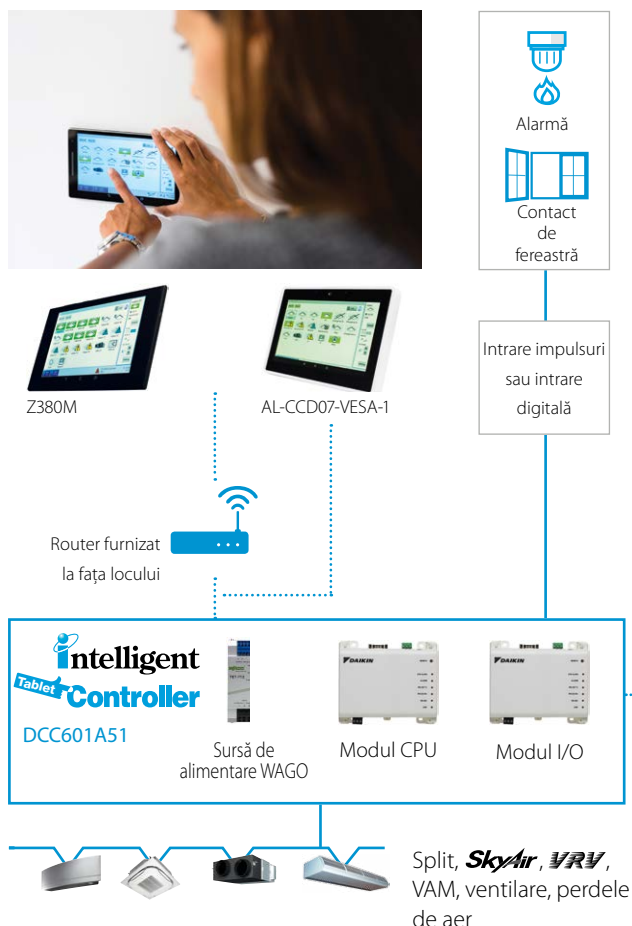 Alarmă
Contact
de
fereastră
Z380M
AL-CCD07-VESA-1
Intrare impulsuri
sau intrare
digitală
Router furnizat
la fața locului
intelligent
Tablet Controller
DCC601A51
DAIKIN
DAIKIN
Sursă de
alimentare WAGO
Modul CPU
Modul I/O
Split, SkyAir, VRV,
VAM, ventilare, perdele
de aer